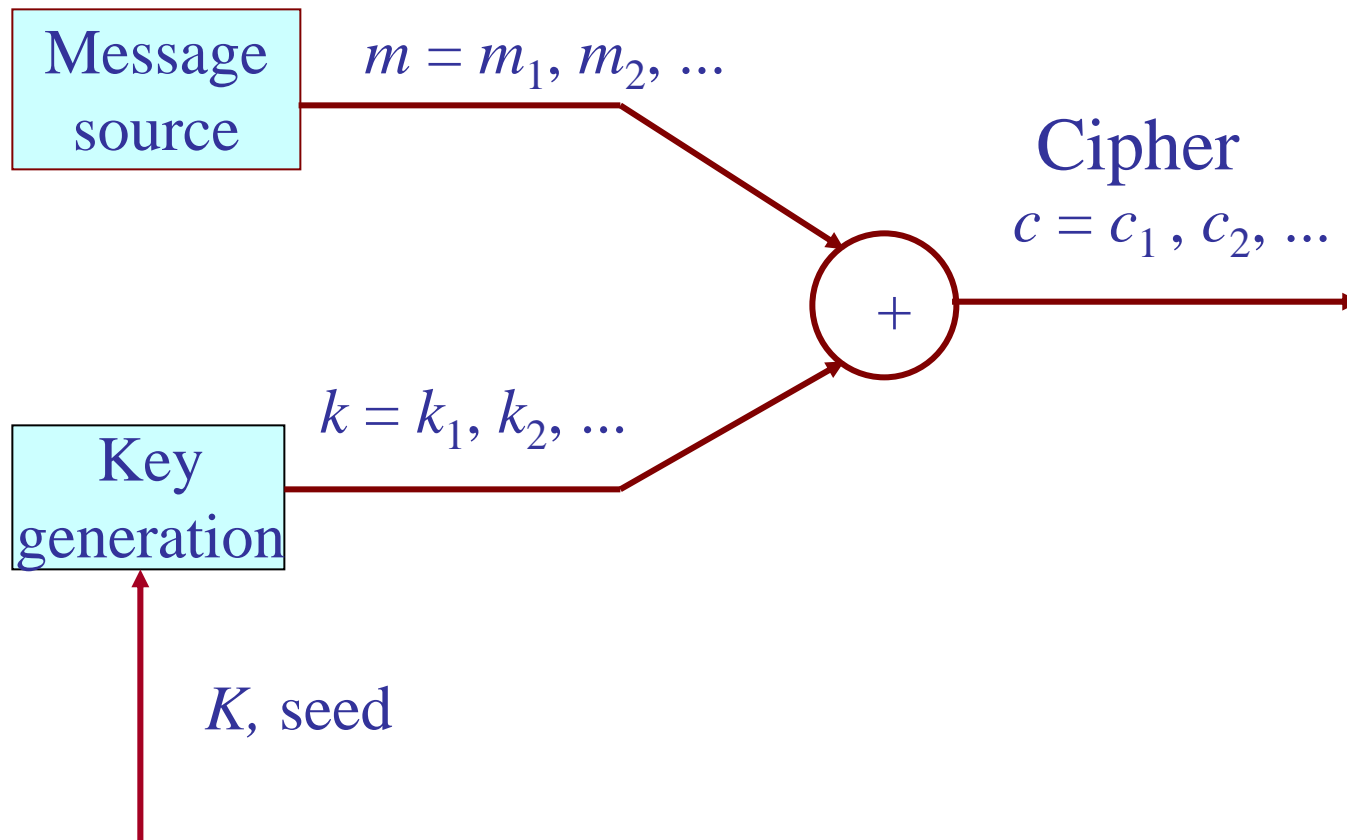 Message
source
m = m₁, m₂, ...
Cipher
c = c₁ , c₂, ...
+
k = k₁, k₂, ...
Key
generation
K, seed